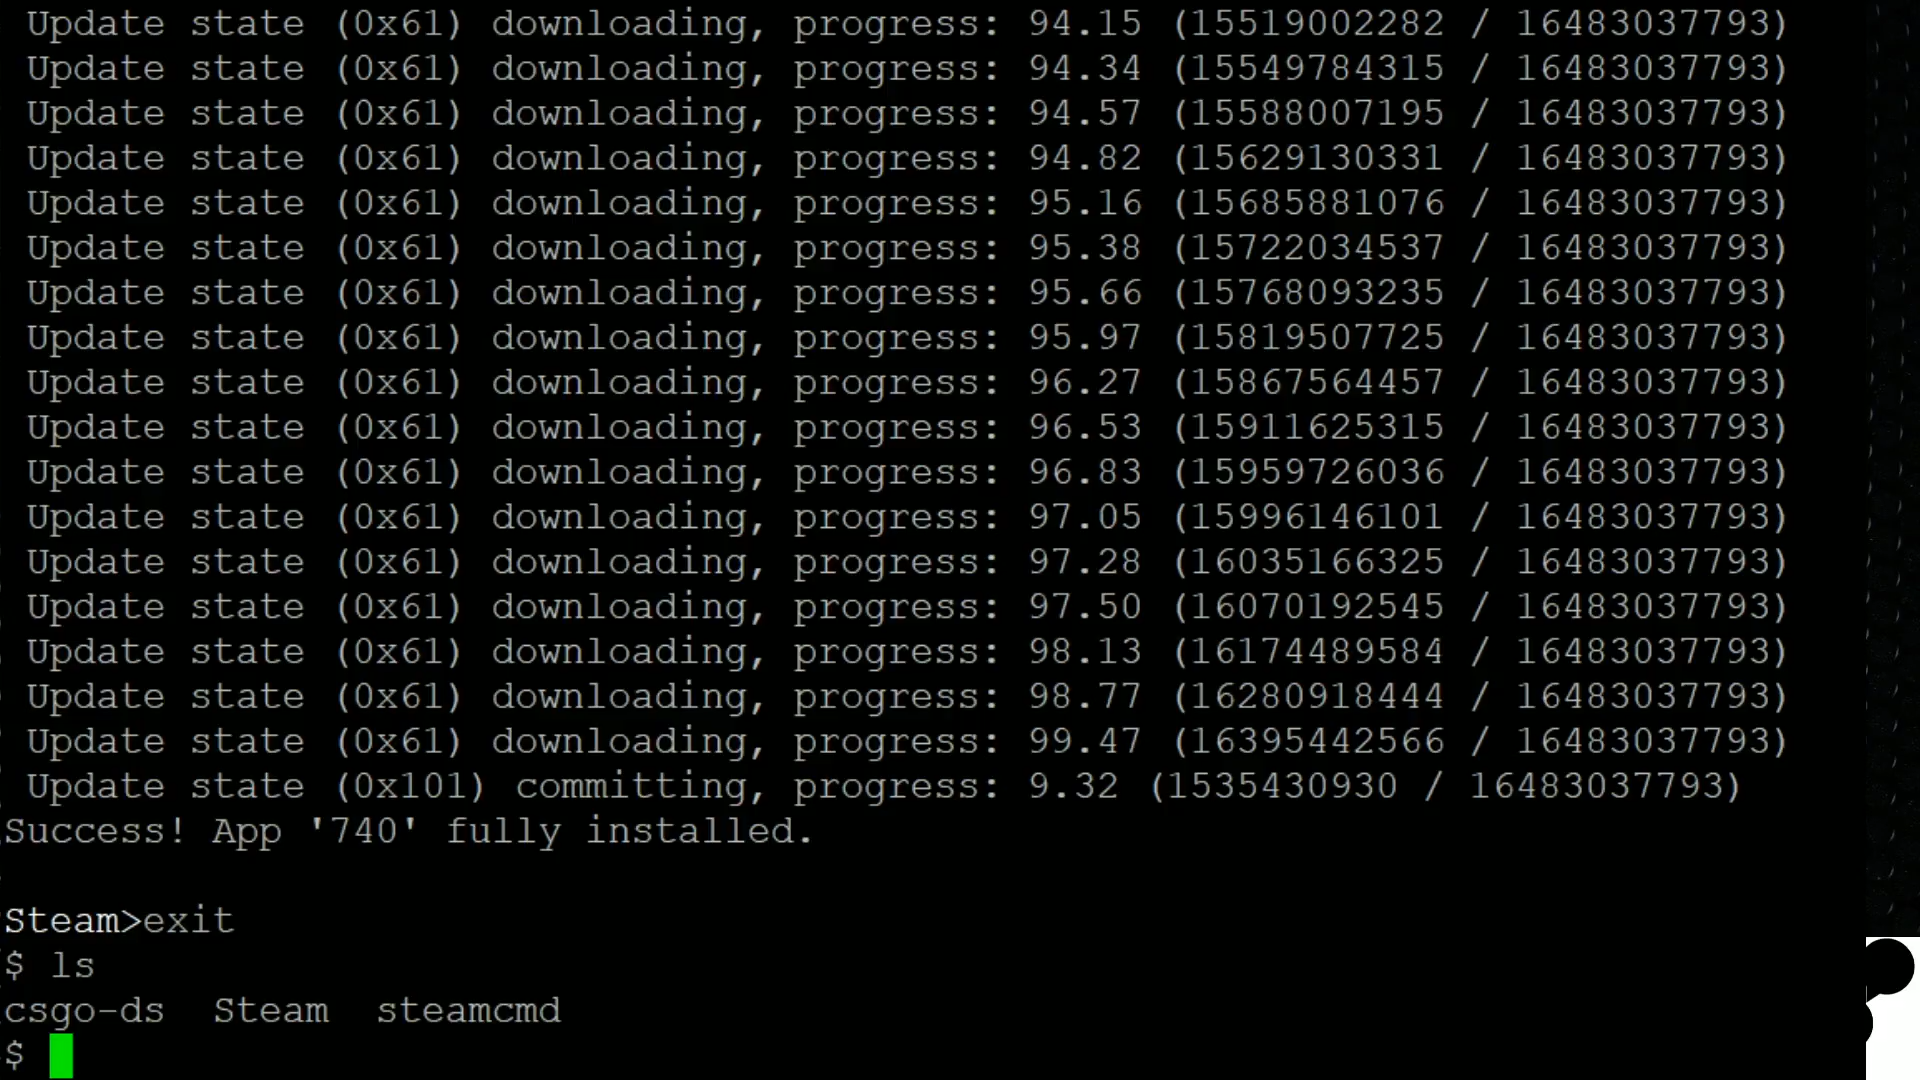 Update state (0x61) downloading, progress: 94.15 (15519002282 / 16483037793)
Update state (0x61) downloading, progress: 94.34 (15549784315 / 16483037793)
Update state (0x61) downloading, progress: 94.57 (15588007195 / 16483037793)
Update state (0x61) downloading, progress: 94.82 (15629130331 / 16483037793)
Update state (0x61) downloading, progress: 95.16 (15685881076 / 16483037793)
Update state (0x61) downloading, progress: 95.38 (15722034537 / 16483037793)
Update state (0x61) downloading, progress: 95.66 (15768093235 / 16483037793)
Update state (0x61) downloading, progress: 95.97 (15819507725 / 16483037793)
Update state (0x61) downloading, progress: 96.27 (15867564457 / 16483037793)
Update state (0x61) downloading, progress: 96.53 (15911625315 / 16483037793)
Update state (0x61) downloading, progress: 96.83 (15959726036 / 16483037793)
Update state (0x61) downloading, progress: 97.05 (15996146101 / 16483037793)
Update state (0x61) downloading, progress: 97.28 (16035166325 / 16483037793)
Update state (0x61) downloading, progress: 97.50 (16070192545 / 16483037793)
Update state (0x61) downloading, progress: 98.13 (16174489584 / 16483037793)
Update state (0x61) downloading, progress: 98.77 (16280918444 / 16483037793)
Update state (0x61) downloading, progress: 99.47 (16395442566 / 16483037793)
Update state (0x101) committing, progress: 9.32 (1535430930 / 16483037793)
Success! App '740' fully installed.
Steam>exit
$ ls
csgo-ds Steam steamcmd
$